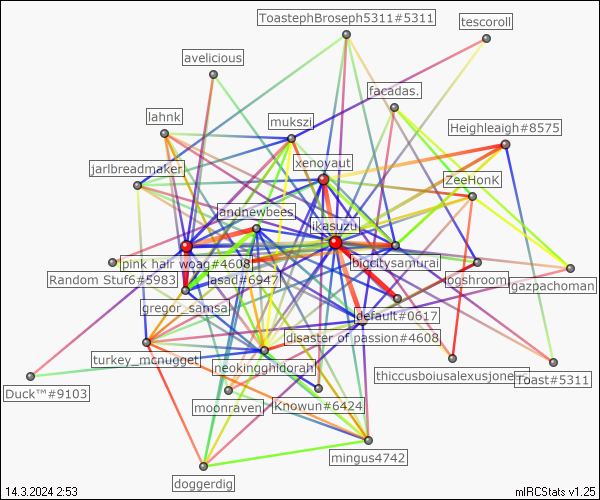 ToastephBroseph5311#5311
tescoroll
avelicious
facadas.
lahnk
mukszi
Heighleaigh#8575
xenoyaut
jarlbreadmaker
ZeeHonK
andnewbees
ikasuzu
pink hair woag#4608
bigcitysamurai
Random Stuf6#5983
asad#6947
ogshroom
gazpachoman
gregor_samsa
default#0617
disaster of passion#4608
turkey_mcnugget
neokingghidorah
thiccusboiusalexusjones
Toast#5311
Duck™#9103
moonraven
Knowun#6424
mingus4742
doggerdig
14.3.2024 2:53
mIRCStats v1.25